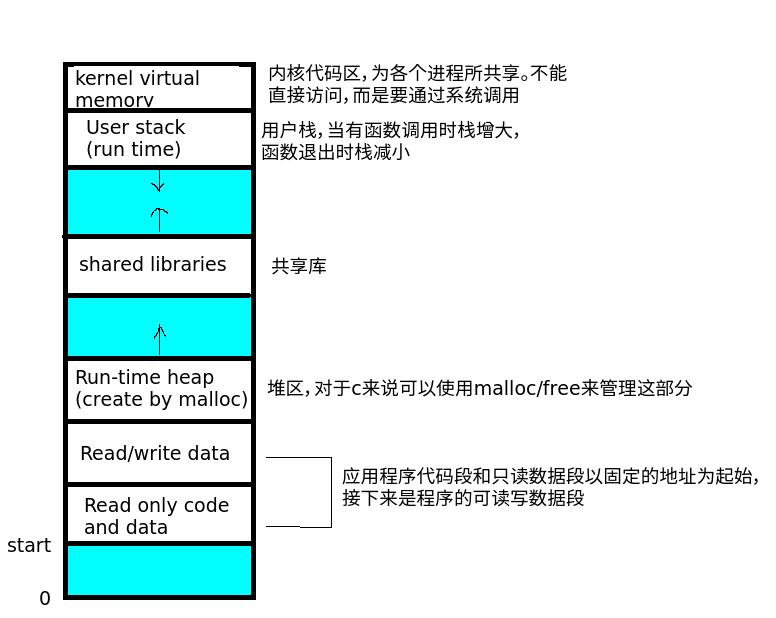 kernel virtual
memory
内核代码区，为各个进程所共享。不能
直接访问，而是要通过系统调用
User stack
(run time)
用户栈，当有函数调用时栈增大，
函数退出时栈减小
shared libraries
共享库
Run-time heap
(create by malloc)
堆区，对于c来说可以使用malloc/free来管理这部分
Read/write data
应用程序代码段和只读数据段以固定的地址为起始，
接下来是程序的可读写数据段
Read only code
and data
start
0